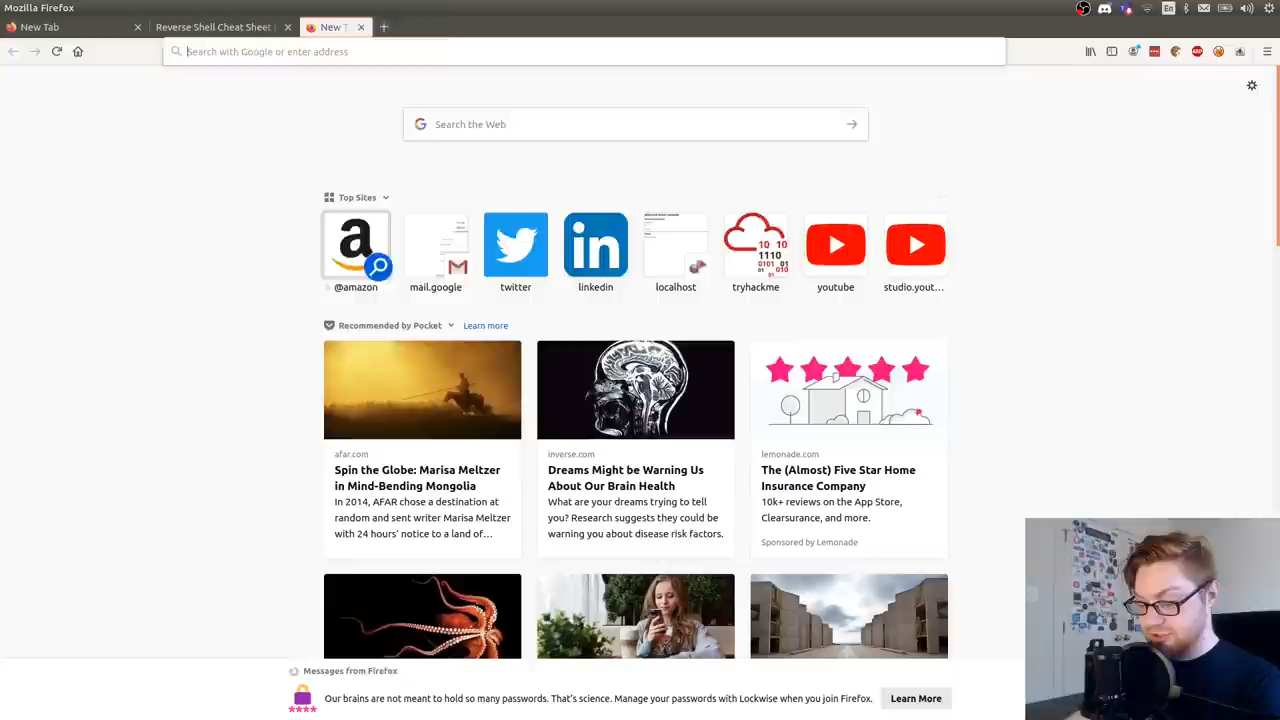 Mozilla Firefox
En
New Tab
Reverse Shell Cheat Sheet
New T
Search with Google or enter address
ABP
Search the Web
Top Sites
@amazon
mail.google
twitter
linkedin
localhost
tryhackme
youtube
studio.yout...
Recommended by Pocket
Learn more
afar.com
Spin the Globe: Marisa Meltzer
in Mind-Bending Mongolia
In 2014, AFAR chose a destination at
random and sent writer Marisa Meltzer
with 24 hours' notice to a land of...
inverse.com
Dreams Might be Warning Us
About Our Brain Health
What are your dreams trying to tell
you? Research suggests they could be
warning you about disease risk factors.
lemonade.com
The (Almost) Five Star Home
Insurance Company
10k+ reviews on the App Store,
Clearsurance, and more.
Sponsored by Lemonade
Messages from Firefox
Our brains are not meant to hold so many passwords. That's science. Manage your passwords with Lockwise when you join Firefox.
Learn More